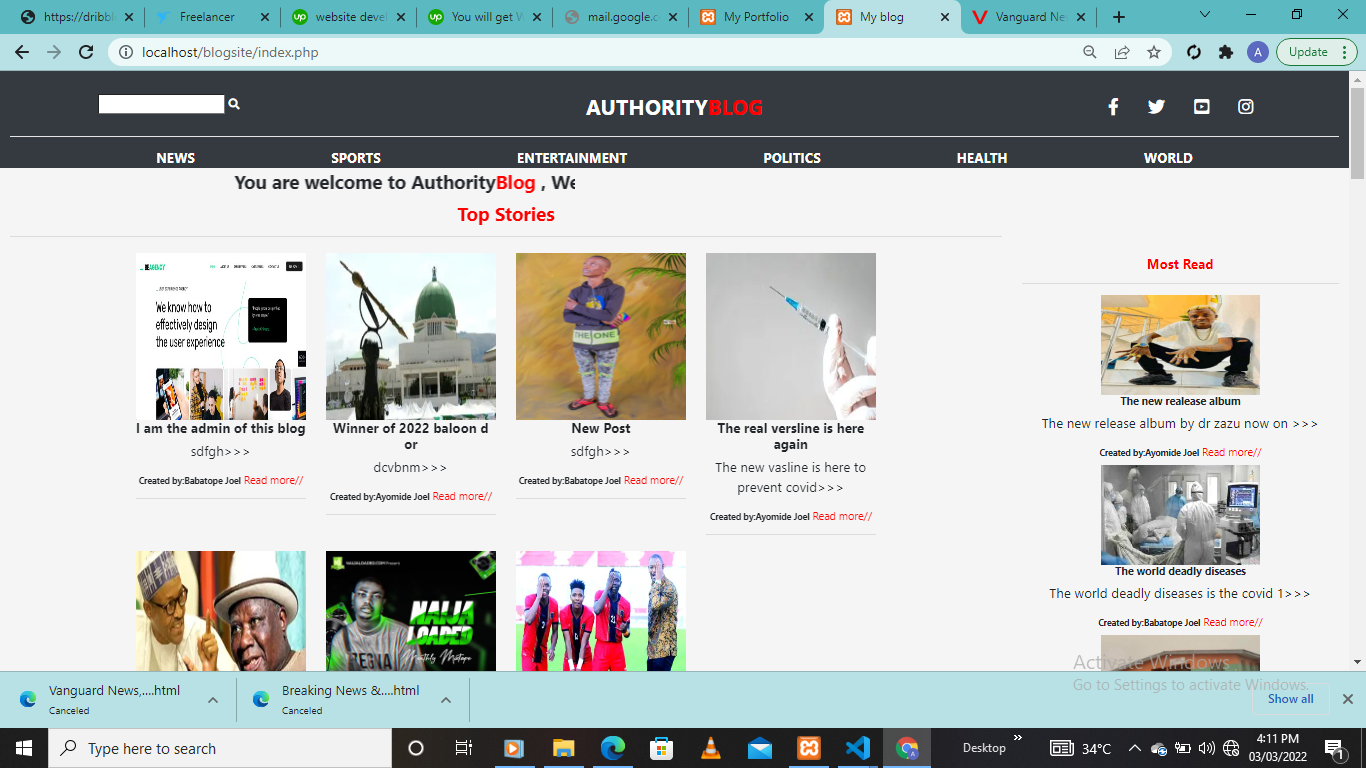 https://dribbl
Freelancer
website devel
You will get W
mail.google.c
My Portfolio
My blog
Vanguard Ne
localhost/blogsite/index.php
A
Update
AUTHORITYBLOG
NEWS SPORTS ENTERTAINMENT POLITICS HEALTH WORLD
You are welcome to AuthorityBlog , We
Top Stories
BEAGENCY
We know how to
effectively design
the user experience
I am the admin of this blog
sdfgh>>>
Created by:Babatope Joel Read more//
Winner of 2022 baloon d
or
dcvbnm>>>
Created by:Ayomide Joel Read more//
THE ONE
New Post
sdfgh>>>
Created by:Babatope Joel Read more//
The real versline is here
again
The new vasline is here to
prevent covid>>>
Created by:Ayomide Joel Read more//
NAIJA
LOADED
Monthly Mixtape
Most Read
The new realease album
The new release album by dr zazu now on >>>
Created by:Ayomide Joel Read more//
The world deadly diseases
The world deadly diseases is the covid 1>>>
Created by:Babatope Joel Read more//
Activate Windows
Go to Settings to activate Windows.
Vanguard News,....html
Canceled
Breaking News &....html
Canceled
Show all
Type here to search
Desktop
34°C
4:11 PM
03/03/2022
1